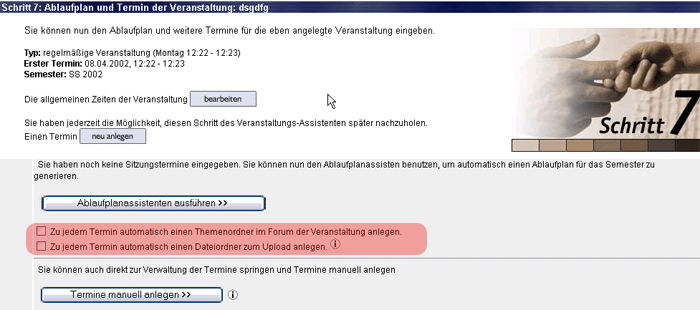 Schritt 7: Ablaufplan und Termin der Veranstaltung: dsgdfg
Sie können nun den Ablaufplan und weitere Termine für die eben angelegte Veranstaltung eingeben.
Typ: regelmäßige Veranstaltung (Montag 12:22 - 12:23)
Erster Termin: 08.04.2002, 12:22 - 12:23
Semester: SS 2002
Die allgemeinen Zeiten der Veranstaltung bearbeiten
Sie haben jederzeit die Möglichkeit, diesen Schritt des Veranstaltungs-Assistenten später nachzuholen.
Einen Termin neu anlegen
Schritt 7
Sie haben noch keine Sitzungstermine eingegeben. Sie können nun den Ablaufplanassisten benutzen, um automatisch einen Ablaufplan für das Semester zu
generieren.
Ablaufplanassistenten ausführen >>
Zu jedem Termin automatisch einen Themenordner im Forum der Veranstaltung anlegen.
Zu jedem Termin automatisch einen Dateiordner zum Upload anlegen.
Sie können auch direkt zur Verwaltung der Termine springen und Termine manuell anlegen
Termine manuell anlegen >>